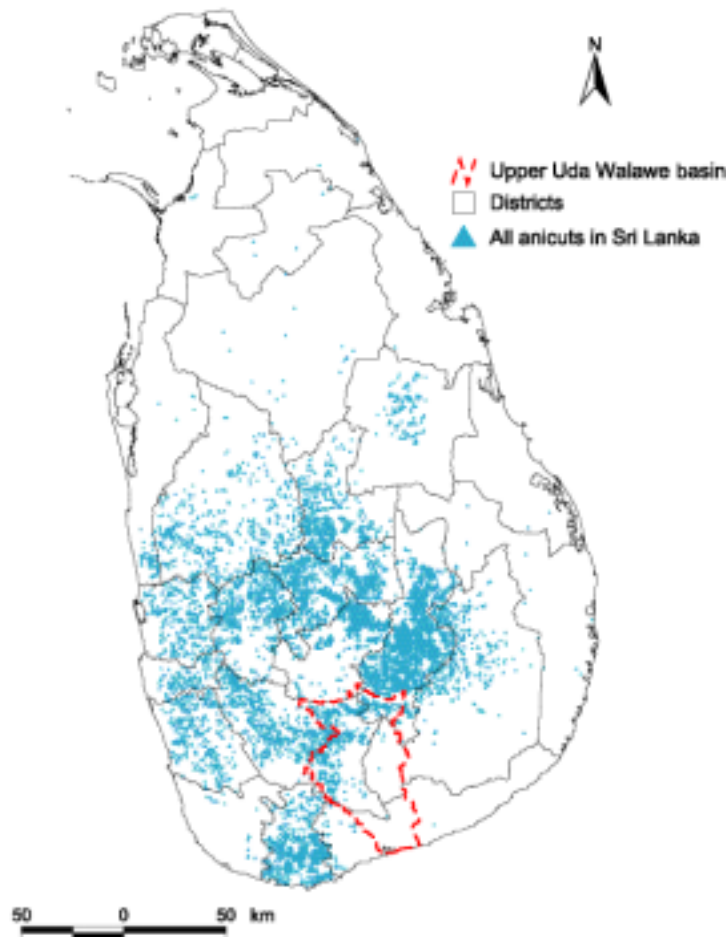 N
Upper Uda Walawe basin
Districts
All anicuts in Sri Lanka
50 0 50 km